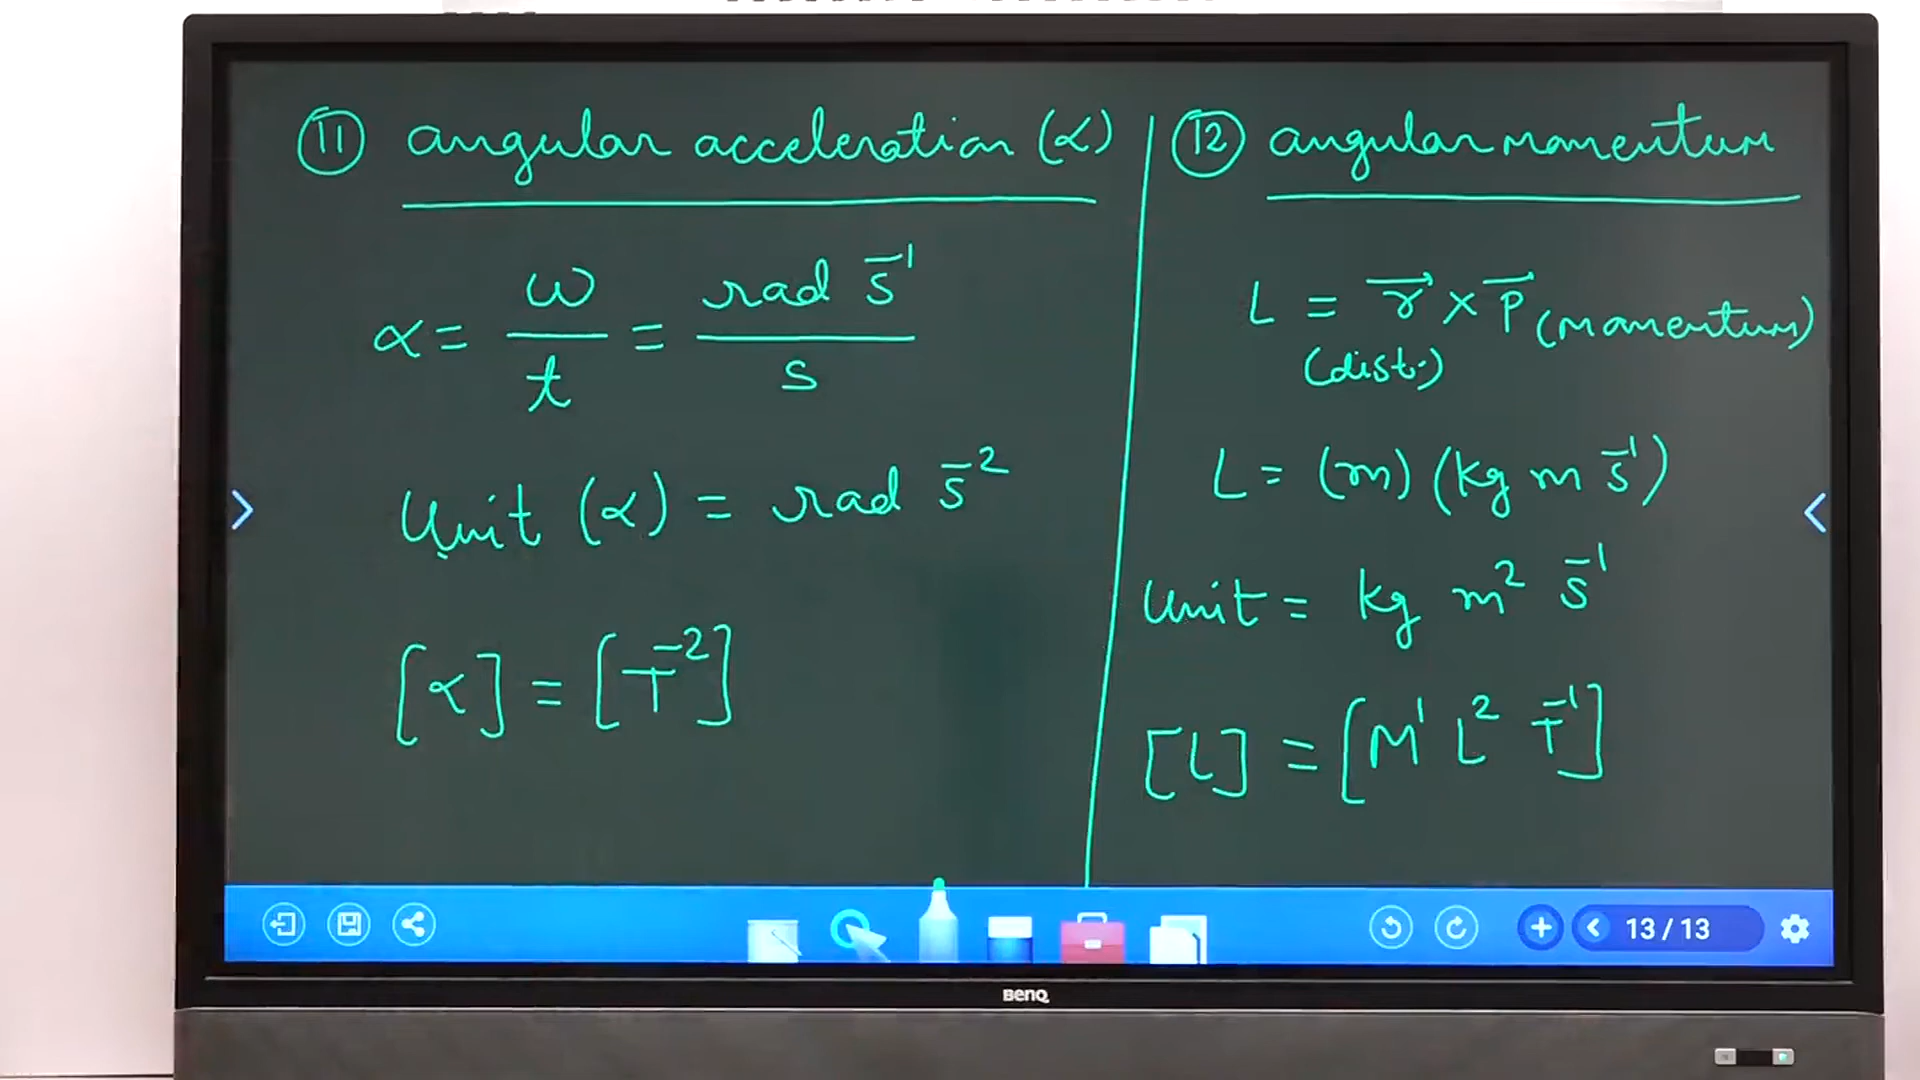 ⑪ angular acceleration (α)
α = ω/t = rad s⁻¹/s
Unit (α) = rad s⁻²
[α] = [T⁻²]
⑫ angular momentum
L = r⃗ × p⃗ (momentum)
(dist.)
L = (m) (kg m s⁻¹)
Unit = kg m² s⁻¹
[L] = [M¹ L² T⁻¹]
13/13
BenQ